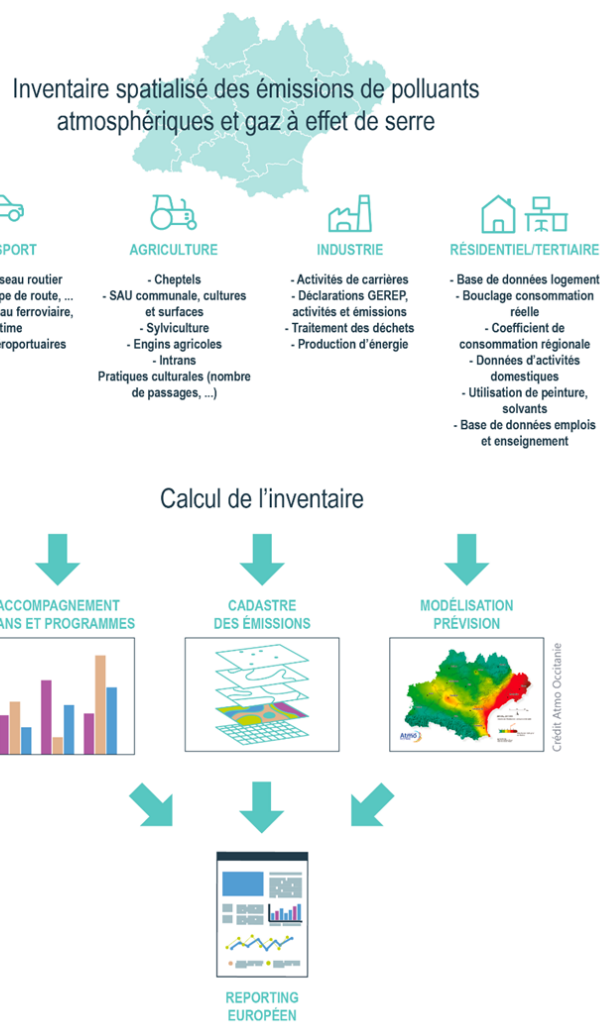 Inventaire spatialisé des émissions de polluants
atmosphériques et gaz à effet de serre
SPORT
seau routier
pe de route, ...
au ferroviaire,
time
éroportuaires
AGRICULTURE
- Cheptels
- SAU communale, cultures
et surfaces
- Sylviculture
- Engins agricoles
- Intrans
Pratiques culturales (nombre
de passages, ...)
INDUSTRIE
- Activités de carrières
- Déclarations GEREP,
activités et émissions
- Traitement des déchets
- Production d’énergie
RÉSIDENTIEL/TERTIAIRE
- Base de données logement
- Bouclage consommation
réelle
- Coefficient de
consommation régionale
- Données d’activités
domestiques
- Utilisation de peinture,
solvants
- Base de données emplois
et enseignement
Calcul de l’inventaire
ACCOMPAGNEMENT
ANS ET PROGRAMMES
CADASTRE
DES ÉMISSIONS
MODÉLISATION
PRÉVISION
Atmo
Crédit Atmo Occitanie
REPORTING
EUROPÉEN